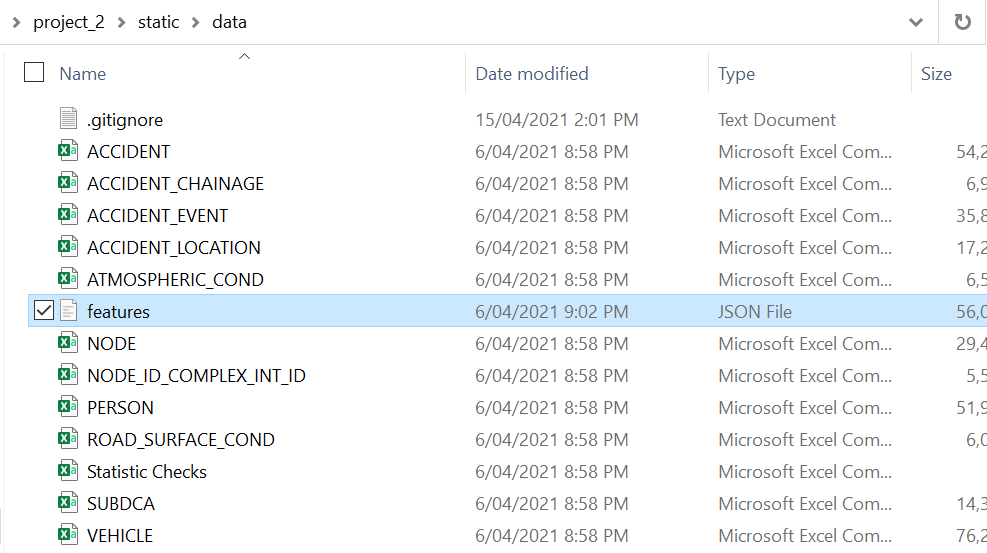 project_2 static data
Name Date modified Type Size
.gitignore 15/04/2021 2:01 PM Text Document
ACCIDENT 6/04/2021 8:58 PM Microsoft Excel Com... 54,2
ACCIDENT_CHAINAGE 6/04/2021 8:58 PM Microsoft Excel Com... 6,9
ACCIDENT_EVENT 6/04/2021 8:58 PM Microsoft Excel Com... 35,8
ACCIDENT_LOCATION 6/04/2021 8:58 PM Microsoft Excel Com... 17,2
ATMOSPHERIC_COND 6/04/2021 8:58 PM Microsoft Excel Com... 6,5
features 6/04/2021 9:02 PM JSON File 56,0
NODE 6/04/2021 8:58 PM Microsoft Excel Com... 29,4
NODE_ID_COMPLEX_INT_ID 6/04/2021 8:58 PM Microsoft Excel Com... 5,5
PERSON 6/04/2021 8:58 PM Microsoft Excel Com... 51,9
ROAD_SURFACE_COND 6/04/2021 8:58 PM Microsoft Excel Com... 6,0
Statistic Checks 6/04/2021 8:58 PM Microsoft Excel Com...
SUBDCA 6/04/2021 8:58 PM Microsoft Excel Com... 14,3
VEHICLE 6/04/2021 8:58 PM Microsoft Excel Com... 76,2